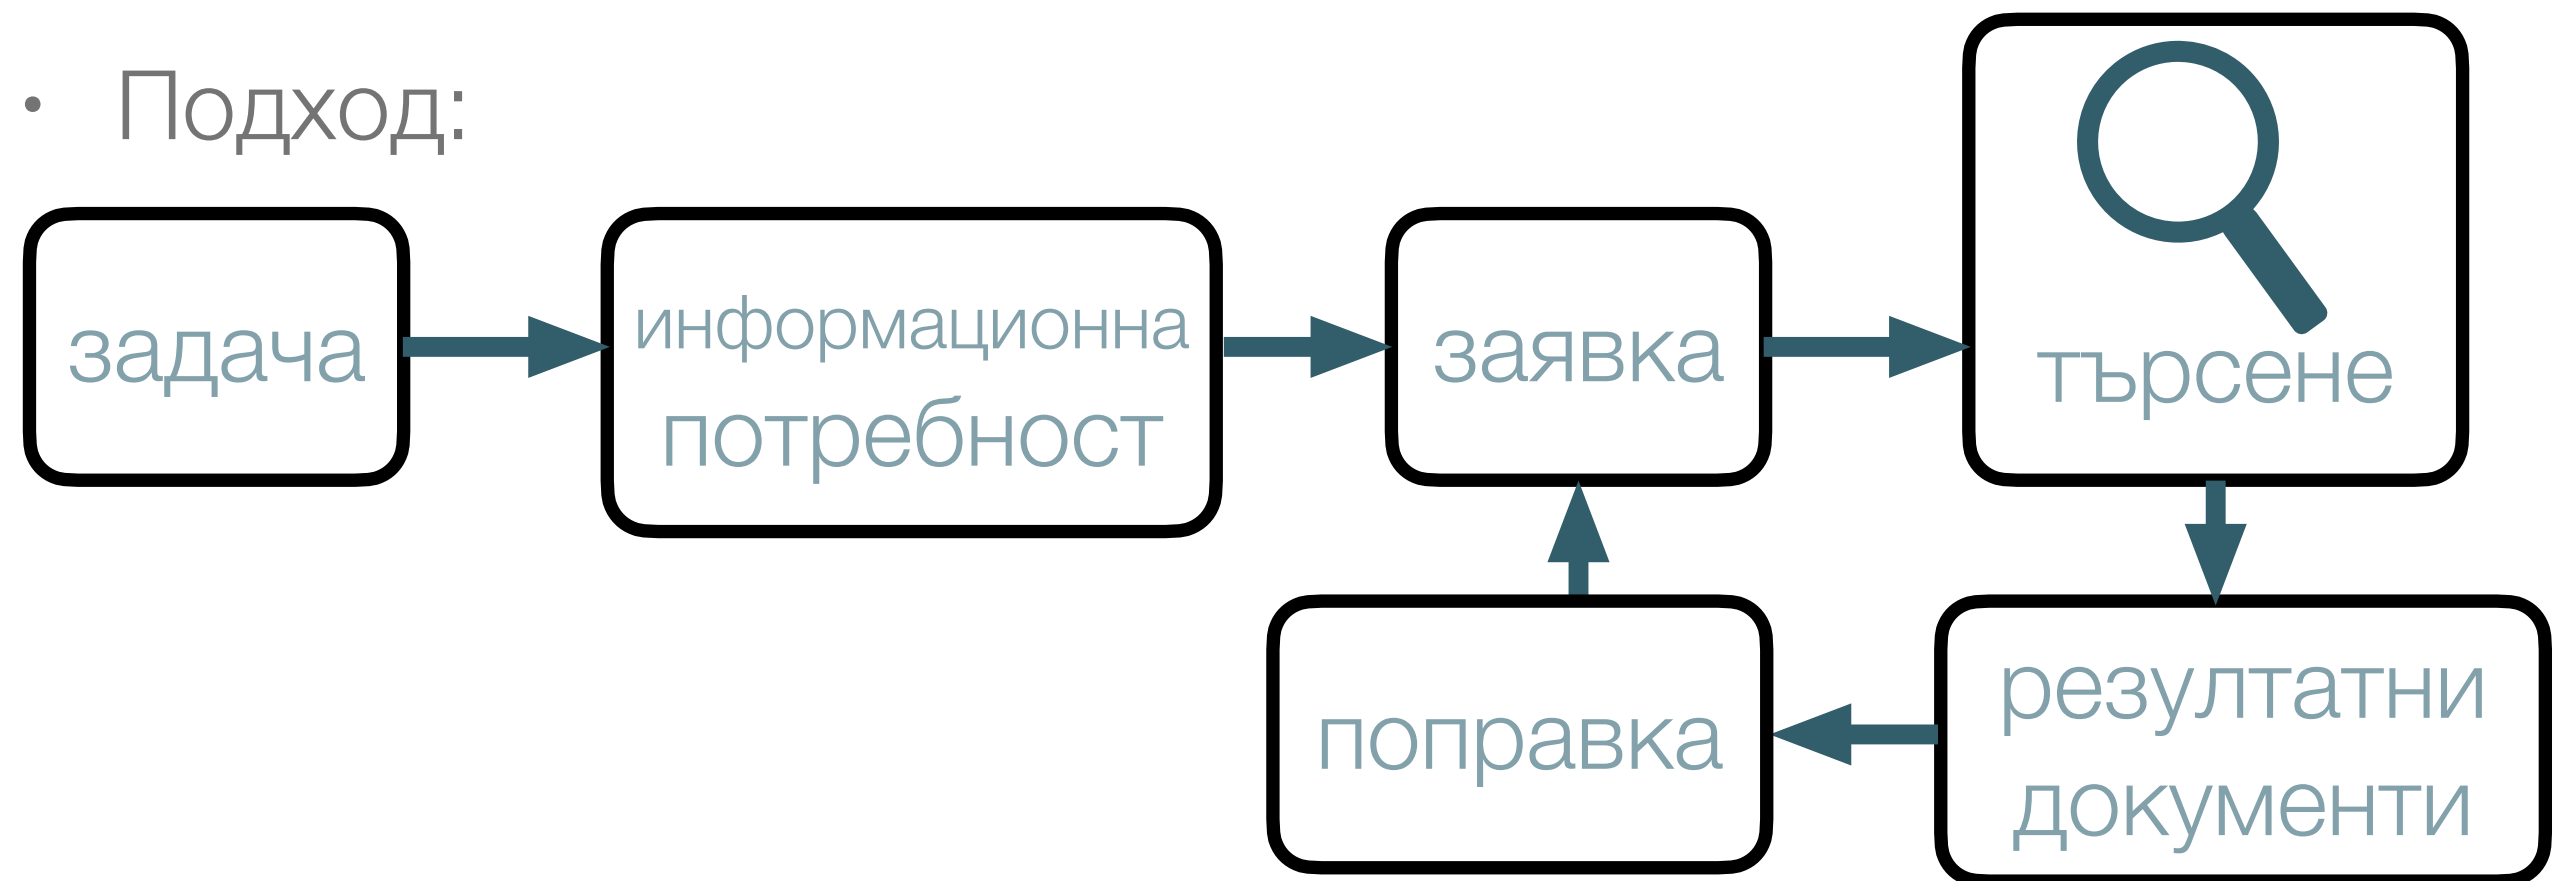 • Подход:
задача
информационна
потребност
заявка
търсене
поправка
резултатни
документи